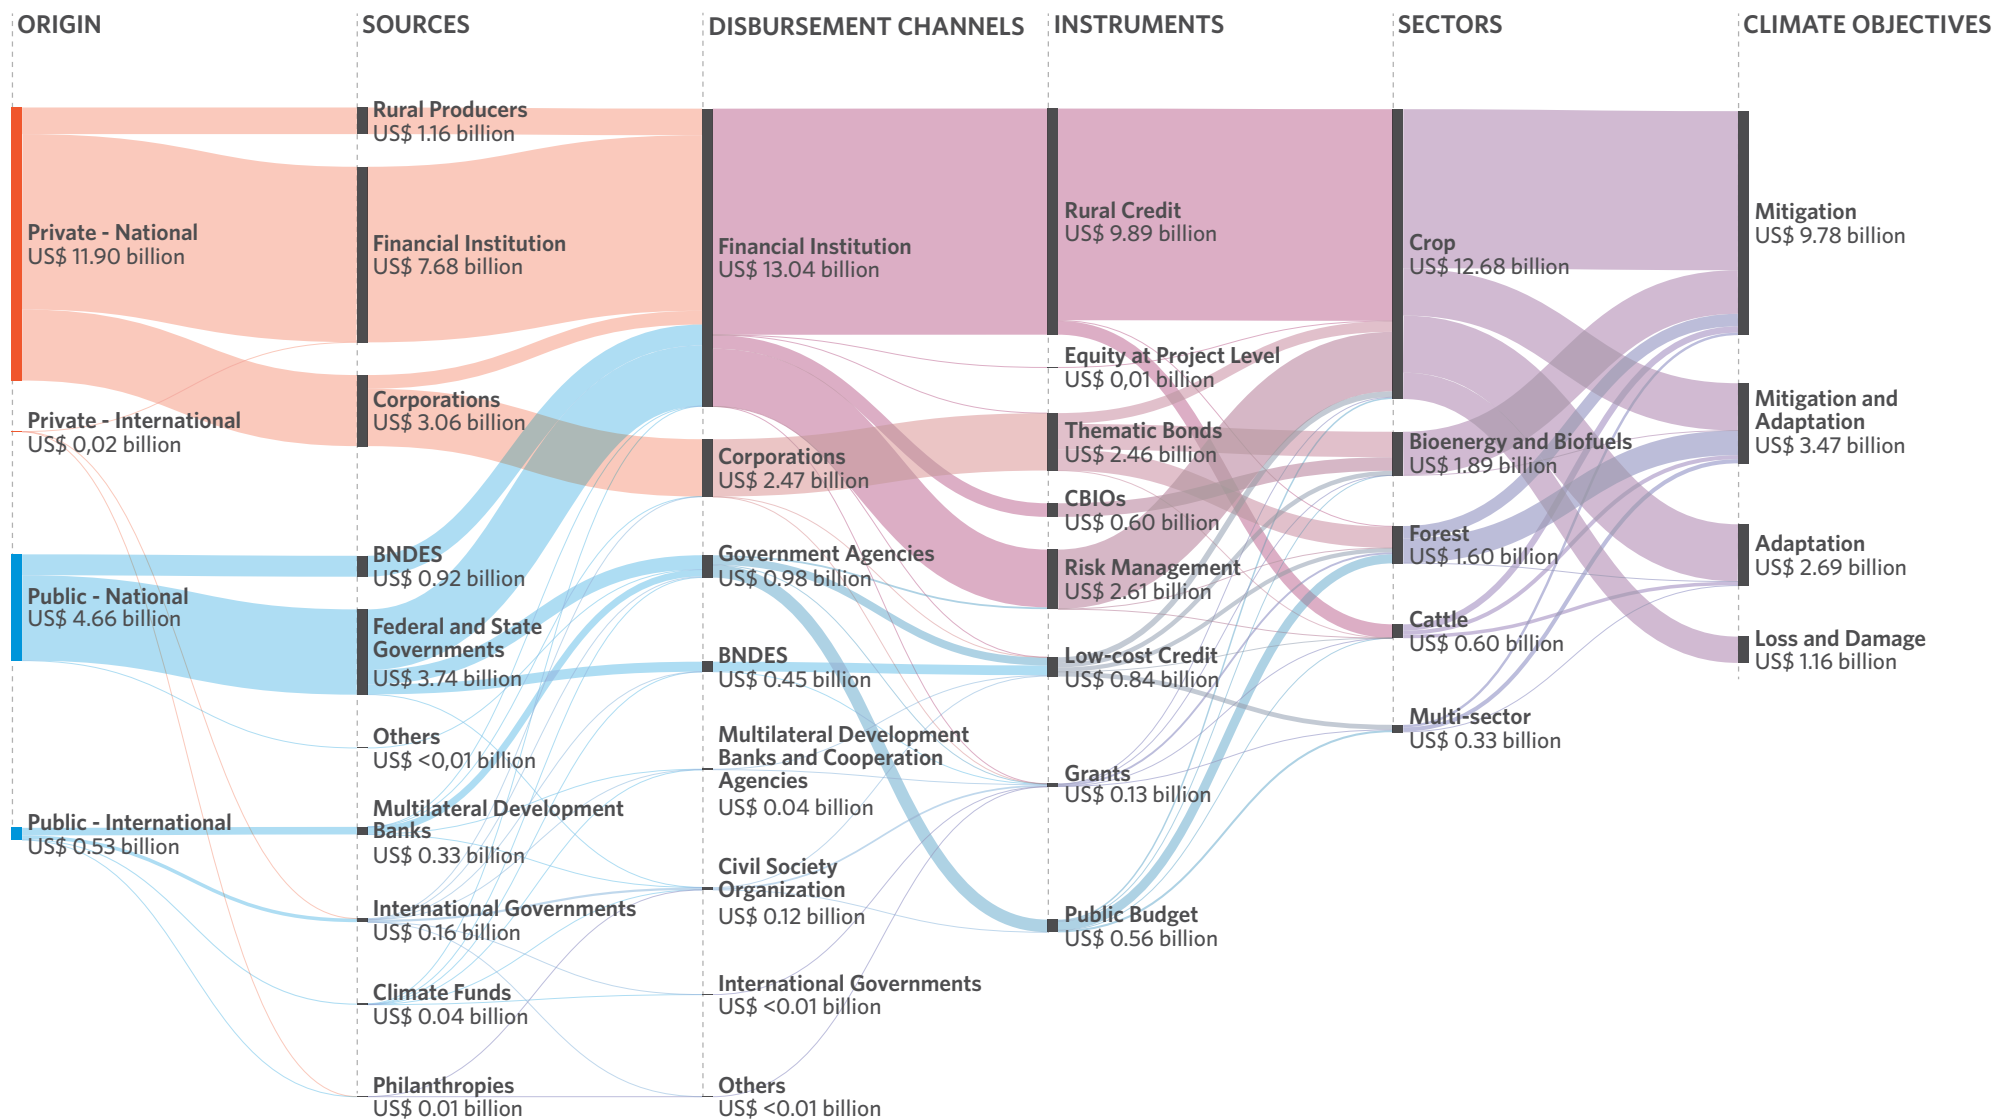 ORIGIN
SOURCES
DISBURSEMENT CHANNELS
INSTRUMENTS
SECTORS
CLIMATE OBJECTIVES
Private - National
US$ 11.90 billion
Private - International
US$ 0,02 billion
Public - National
US$ 4.66 billion
Public - International
US$ 0.53 billion
Rural Producers
US$ 1.16 billion
Financial Institution
US$ 7.68 billion
Corporations
US$ 3.06 billion
BNDES
US$ 0.92 billion
Federal and State
Governments
US$ 3.74 billion
Others
US$ <0,01 billion
Multilateral Development
Banks
US$ 0.33 billion
International Governments
US$ 0.16 billion
Climate Funds
US$ 0.04 billion
Philanthropies
US$ 0.01 billion
Financial Institution
US$ 13.04 billion
Corporations
US$ 2.47 billion
Government Agencies
US$ 0.98 billion
BNDES
US$ 0.45 billion
Multilateral Development
Banks and Cooperation
Agencies
US$ 0.04 billion
Civil Society
Organization
US$ 0.12 billion
International Governments
US$ <0.01 billion
Others
US$ <0.01 billion
Rural Credit
US$ 9.89 billion
Equity at Project Level
US$ 0,01 billion
Thematic Bonds
US$ 2.46 billion
CBIOs
US$ 0.60 billion
Risk Management
US$ 2.61 billion
Low-cost Credit
US$ 0.84 billion
Grants
US$ 0.13 billion
Public Budget
US$ 0.56 billion
Crop
US$ 12.68 billion
Bioenergy and Biofuels
US$ 1.89 billion
Forest
US$ 1.60 billion
Cattle
US$ 0.60 billion
Multi-sector
US$ 0.33 billion
Mitigation
US$ 9.78 billion
Mitigation and
Adaptation
US$ 3.47 billion
Adaptation
US$ 2.69 billion
Loss and Damage
US$ 1.16 billion